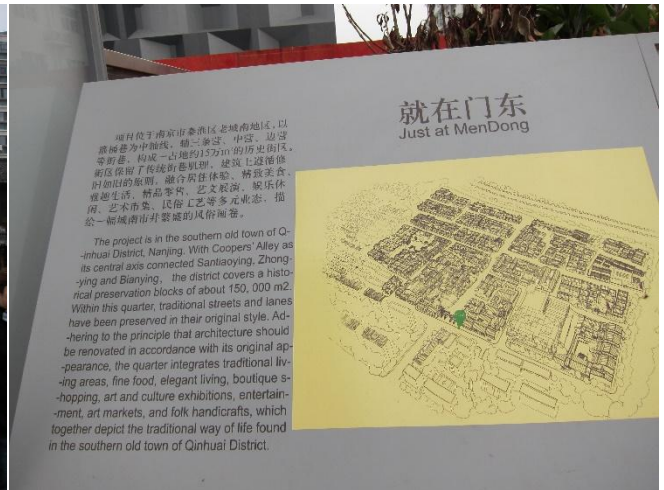 就在门东
Just at MenDong
项目位于南京市秦淮区老城南地区，以
箍桶巷为中轴线，辅三条营、中营、边营
等街巷，构成一占地约15万m²的历史街区。
街区保留了传统街巷肌理，建筑上遵循修
旧如旧的原则，融合居住体验、精致美食、
雅趣生活、精品零售、艺文展演、娱乐休
闲、艺术市集、民俗工艺等多元业态，描
绘一幅城南市井繁盛的风俗画卷。
The project is in the southern old town of Q-
-inhuai District, Nanjing. With Coopers' Alley as
its central axis connected Santiaoying, Zhong-
-ying and Bianying, the district covers a histo-
rical preservation blocks of about 150, 000 m2.
Within this quarter, traditional streets and lanes
have been preserved in their original style. Ad-
-hering to the principle that architecture should
be renovated in accordance with its original ap-
-pearance, the quarter integrates traditional liv-
-ing areas, fine food, elegant living, boutique s-
-hopping, art and culture exhibitions, entertain-
-ment, art markets, and folk handicrafts, which
together depict the traditional way of life found
in the southern old town of Qinhuai District.